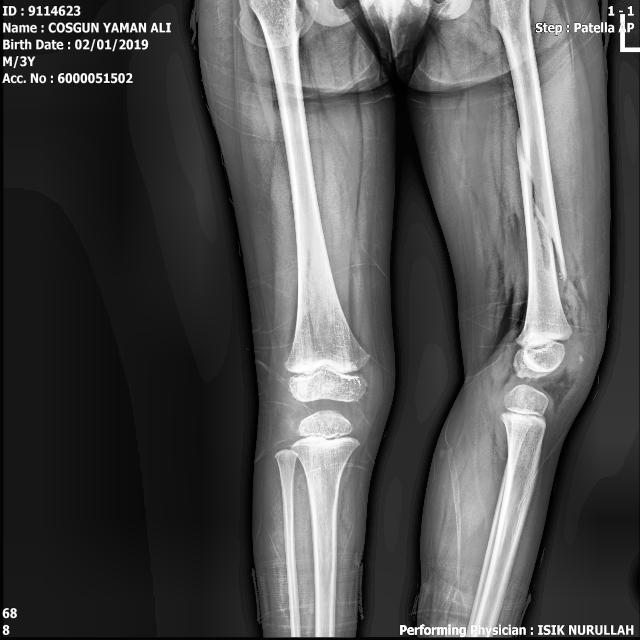 ID : 9114623
Name : COSGUN YAMAN ALI
Birth Date : 02/01/2019
M/3Y
Acc. No : 6000051502
1 - 1
Step : Patella AP
L
68
8
Performing Physician : ISIK NURULLAH